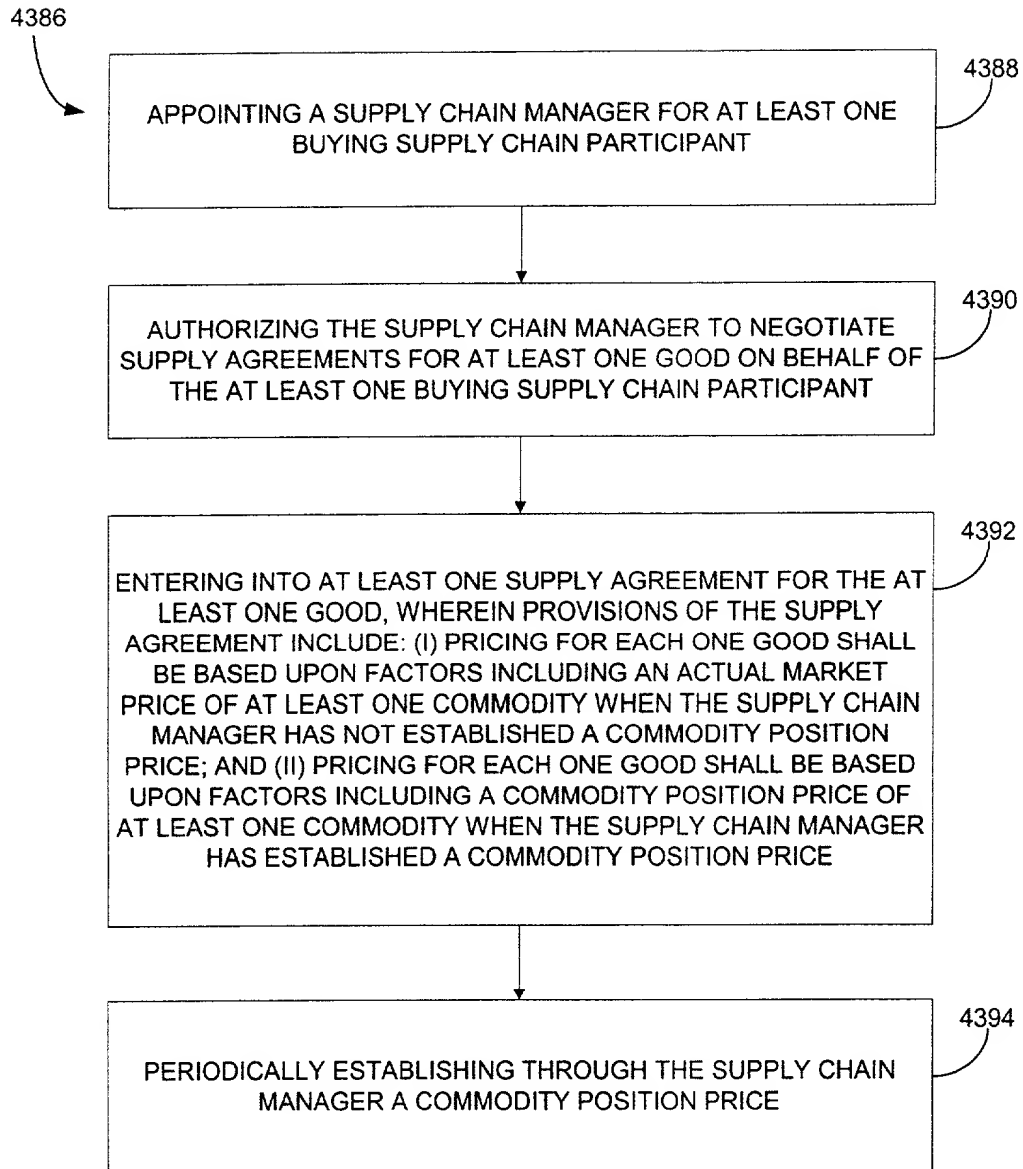 4386
4388
APPOINTING A SUPPLY CHAIN MANAGER FOR AT LEAST ONE
BUYING SUPPLY CHAIN PARTICIPANT
4390
AUTHORIZING THE SUPPLY CHAIN MANAGER TO NEGOTIATE
SUPPLY AGREEMENTS FOR AT LEAST ONE GOOD ON BEHALF OF
THE AT LEAST ONE BUYING SUPPLY CHAIN PARTICIPANT
4392
ENTERING INTO AT LEAST ONE SUPPLY AGREEMENT FOR THE AT
LEAST ONE GOOD, WHEREIN PROVISIONS OF THE SUPPLY
AGREEMENT INCLUDE: (I) PRICING FOR EACH ONE GOOD SHALL
BE BASED UPON FACTORS INCLUDING AN ACTUAL MARKET
PRICE OF AT LEAST ONE COMMODITY WHEN THE SUPPLY CHAIN
MANAGER HAS NOT ESTABLISHED A COMMODITY POSITION
PRICE; AND (II) PRICING FOR EACH ONE GOOD SHALL BE BASED
UPON FACTORS INCLUDING A COMMODITY POSITION PRICE OF
AT LEAST ONE COMMODITY WHEN THE SUPPLY CHAIN MANAGER
HAS ESTABLISHED A COMMODITY POSITION PRICE
4394
PERIODICALLY ESTABLISHING THROUGH THE SUPPLY CHAIN
MANAGER A COMMODITY POSITION PRICE